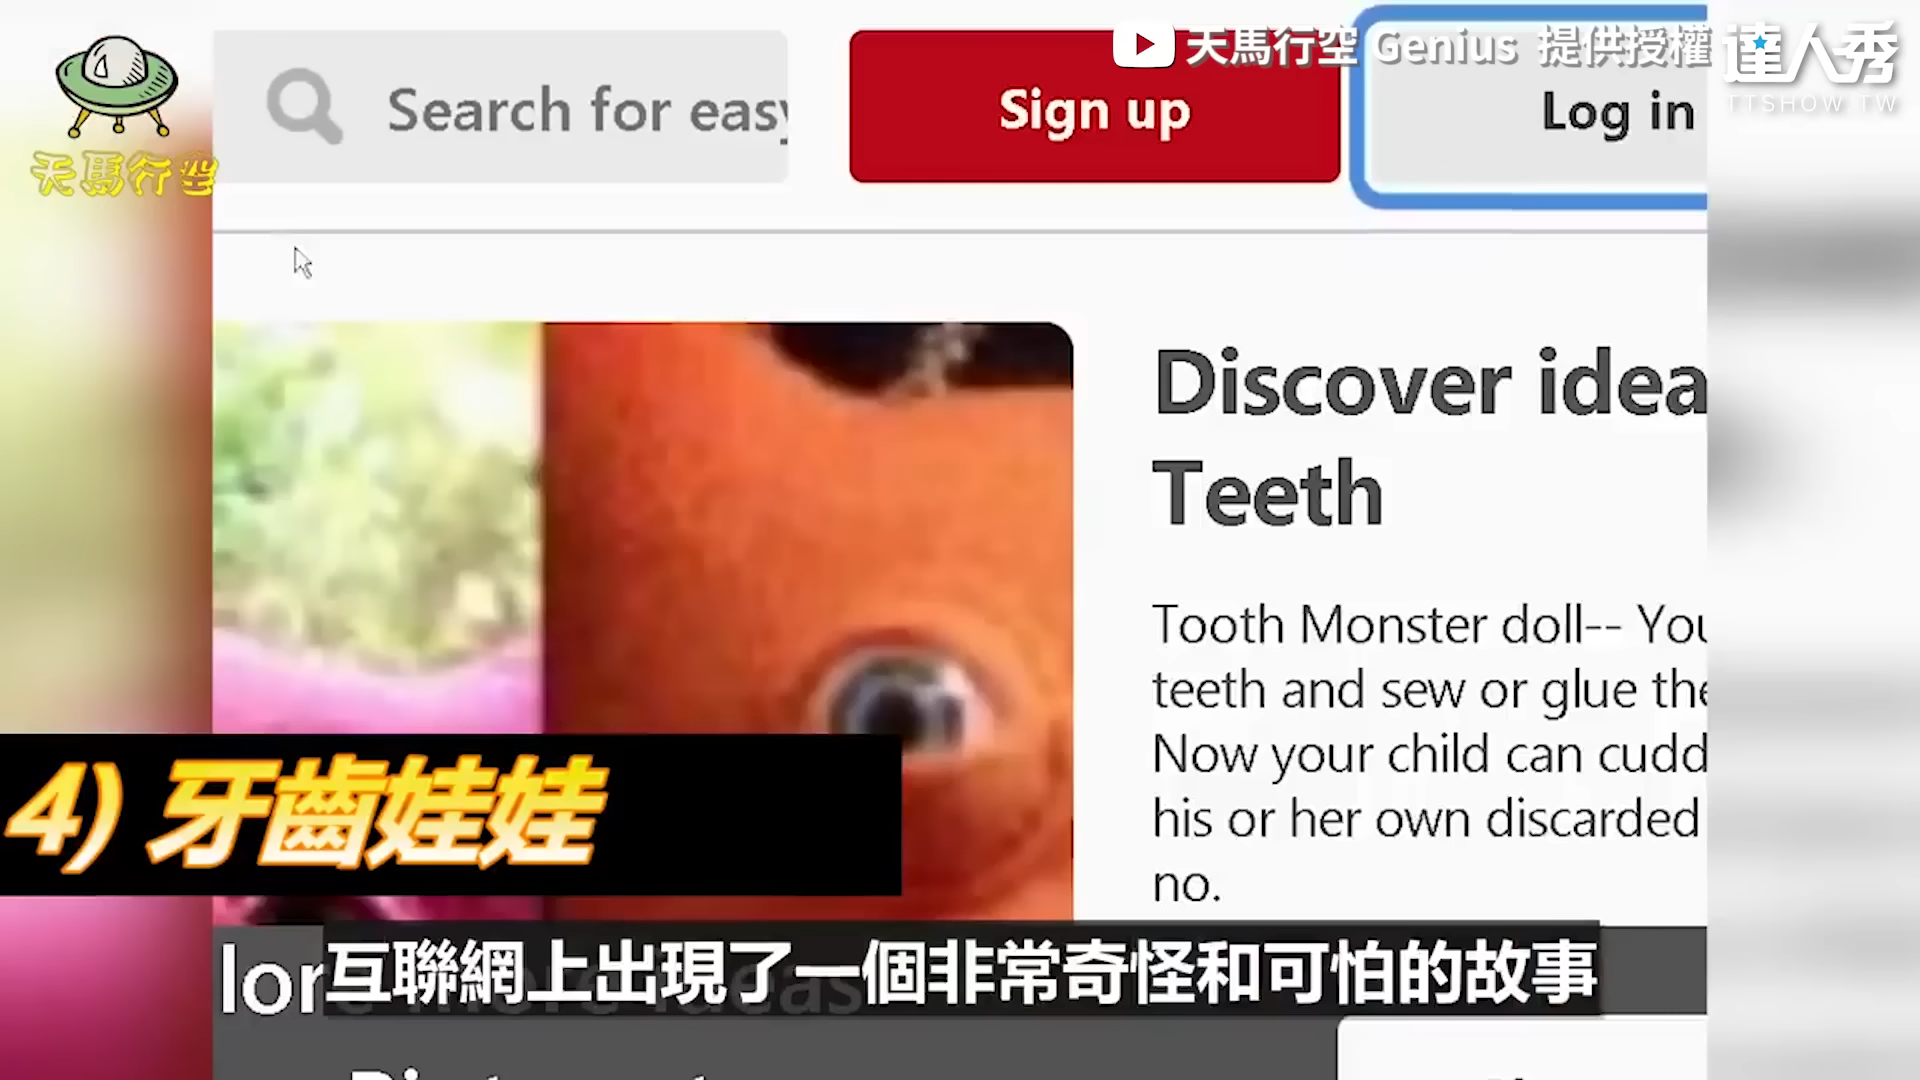 天馬行空 Genius 提供授權
達人秀
TTSHOW.TW
天馬行空
Search for easy
Sign up
Log in
Discover idea
Teeth
Tooth Monster doll-- You
teeth and sew or glue the
Now your child can cudd
his or her own discarded
no.
4) 牙齒娃娃
互聯網上出現了一個非常奇怪和可怕的故事